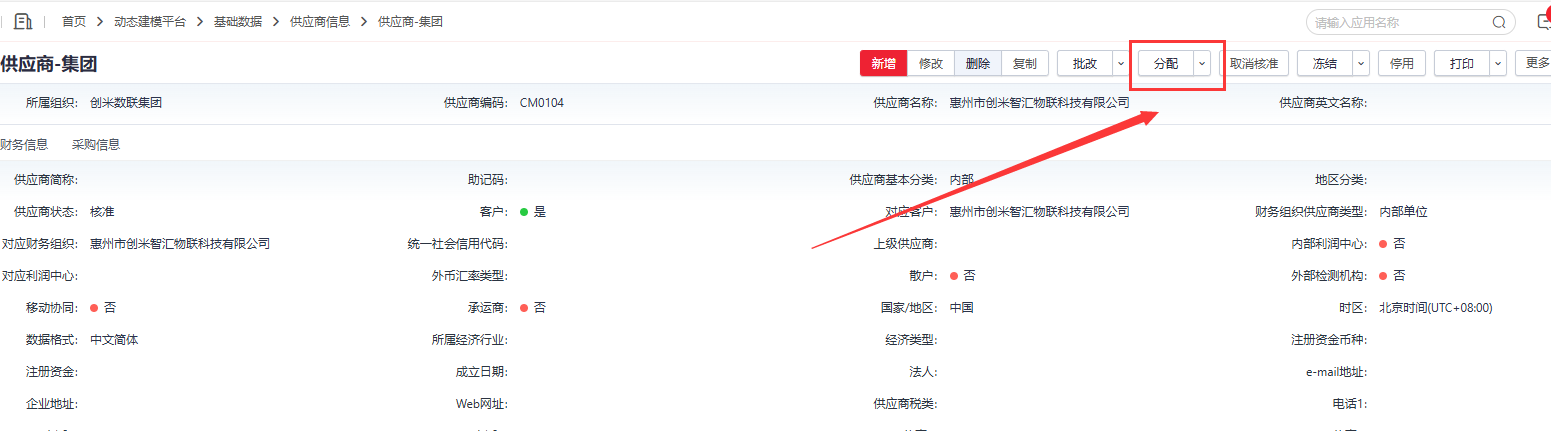 首页 > 动态建模平台 > 基础数据 > 供应商信息 > 供应商-集团 请输入应用名称
供应商-集团 新增 修改 删除 复制 批改 分配 取消核准 冻结 停用 打印 更多
所属组织: 创米数联集团 供应商编码: CM0104 供应商名称: 惠州市创米智汇物联科技有限公司 供应商英文名称:
财务信息 采购信息
供应商简称: 助记码: 供应商基本分类: 内部 地区分类:
供应商状态: 核准 客户: 是 对应客户: 惠州市创米智汇物联科技有限公司 财务组织供应商类型: 内部单位
对应财务组织: 惠州市创米智汇物联科技有限公司 统一社会信用代码: 上级供应商: 内部利润中心: 否
对应利润中心: 外币汇率类型: 散户: 否 外部检测机构: 否
移动协同: 否 承运商: 否 国家/地区: 中国 时区: 北京时间(UTC+08:00)
数据格式: 中文简体 所属经济行业: 经济类型: 注册资金币种:
注册资金: 成立日期: 法人: e-mail地址:
企业地址: Web网址: 供应商税类: 电话1: